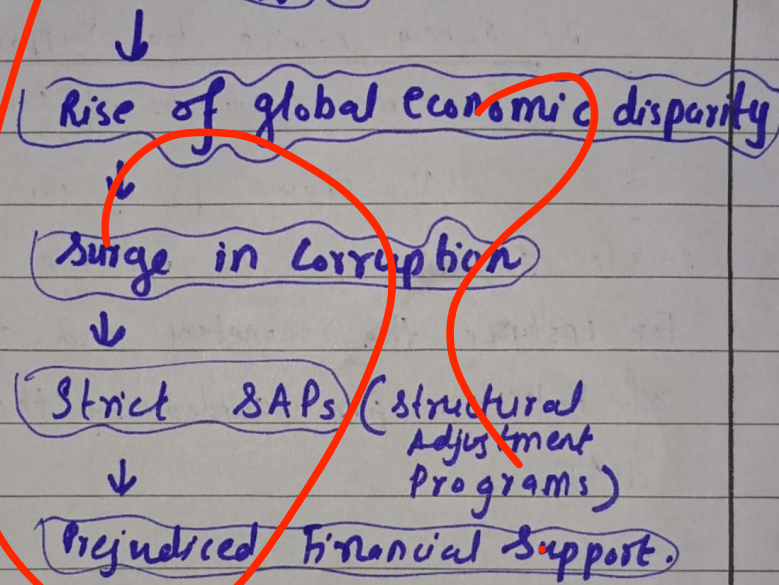 ↓
Rise of global economic disparity
↓
Surge in Corruption
↓
Strict SAPs (Structural
Adjustment
Programs)
↓
Prejudiced Financial Support.